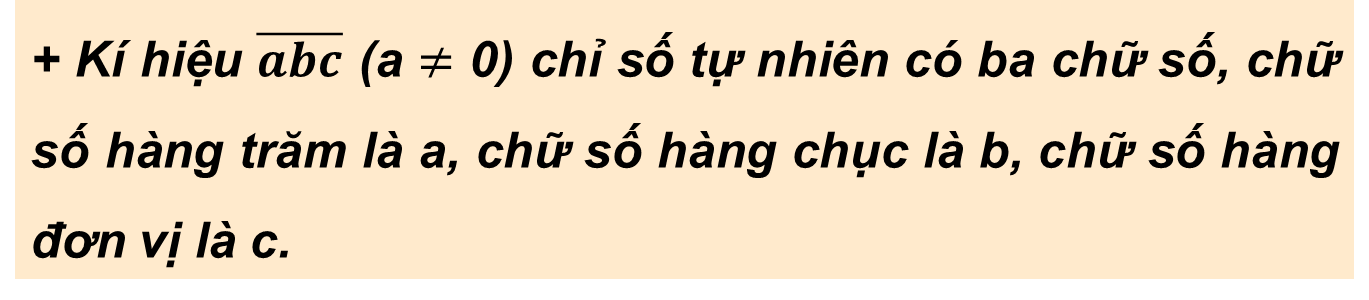 + Kí hiệu \overline{abc} (a ≠ 0) chỉ số tự nhiên có ba chữ số, chữ
số hàng trăm là a, chữ số hàng chục là b, chữ số hàng
đơn vị là c.